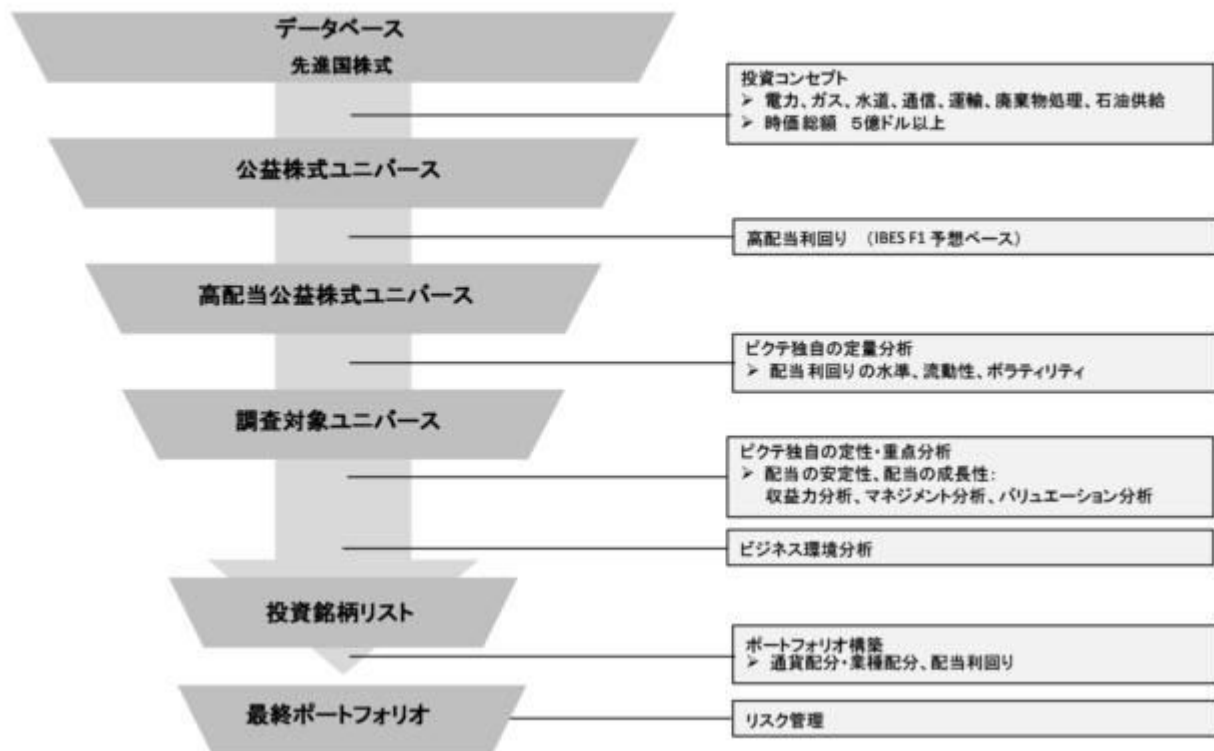 データベース
先進国株式
投資コンセプト
➢ 電力、ガス、水道、通信、運輸、廃棄物処理、石油供給
➢ 時価総額 5億ドル以上
公益株式ユニバース
高配当利回り (IBES F1 予想ベース)
高配当公益株式ユニバース
ピクテ独自の定量分析
➢ 配当利回りの水準、流動性、ボラティリティ
調査対象ユニバース
ピクテ独自の定性・重点分析
➢ 配当の安定性、配当の成長性:
収益力分析、マネジメント分析、バリュエーション分析
ビジネス環境分析
投資銘柄リスト
ポートフォリオ構築
➢ 通貨配分・業種配分、配当利回り
最終ポートフォリオ
リスク管理